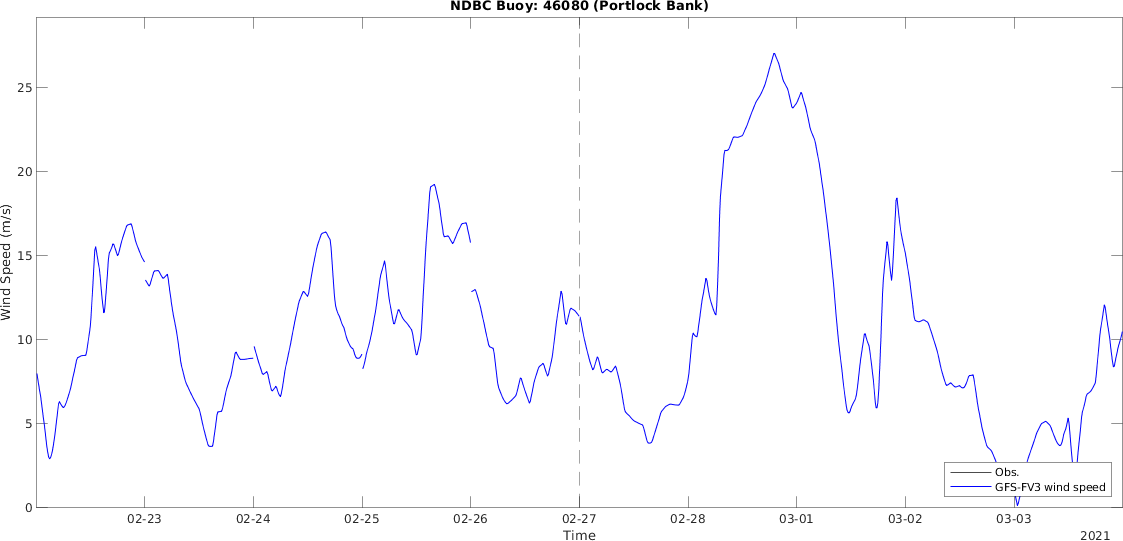 NDBC Buoy: 46080 (Portlock Bank)
Wind Speed (m/s)
25
20
15
10
5
0
Obs.
GFS-FV3 wind speed
02-23 02-24 02-25 02-26 02-27 02-28 03-01 03-02 03-03
Time
2021